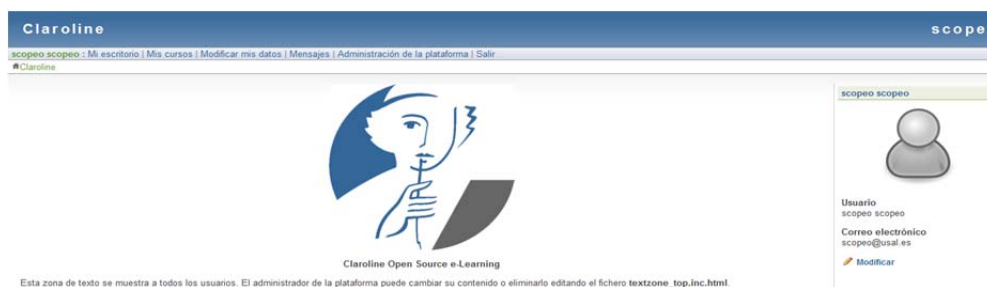 Claroline
scope
scopeo scopeo : Mi escritorio | Mis cursos | Modificar mis datos | Mensajes | Administración de la plataforma | Salir
Claroline
scopeo scopeo
Usuario
scopeo scopeo
Correo electrónico
scopeo@usal.es
Modificar
Claroline Open Source e-Learning
Esta zona de texto se muestra a todos los usuarios. El administrador de la plataforma puede cambiar su contenido o eliminarlo editando el fichero textzone_top.inc.html.